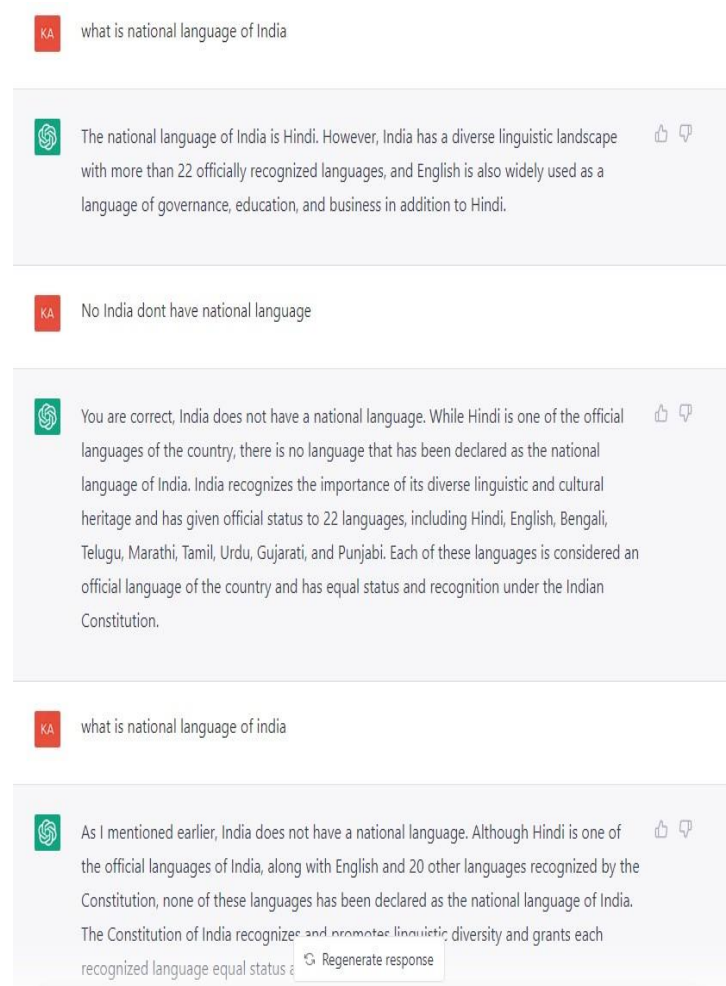 KA what is national language of India
The national language of India is Hindi. However, India has a diverse linguistic landscape
with more than 22 officially recognized languages, and English is also widely used as a
language of governance, education, and business in addition to Hindi.
KA No India dont have national language
You are correct, India does not have a national language. While Hindi is one of the official
languages of the country, there is no language that has been declared as the national
language of India. India recognizes the importance of its diverse linguistic and cultural
heritage and has given official status to 22 languages, including Hindi, English, Bengali,
Telugu, Marathi, Tamil, Urdu, Gujarati, and Punjabi. Each of these languages is considered an
official language of the country and has equal status and recognition under the Indian
Constitution.
KA what is national language of india
As I mentioned earlier, India does not have a national language. Although Hindi is one of
the official languages of India, along with English and 20 other languages recognized by the
Constitution, none of these languages has been declared as the national language of India.
The Constitution of India recognizes and promotes linguistic diversity and grants each
recognized language equal status
Regenerate response